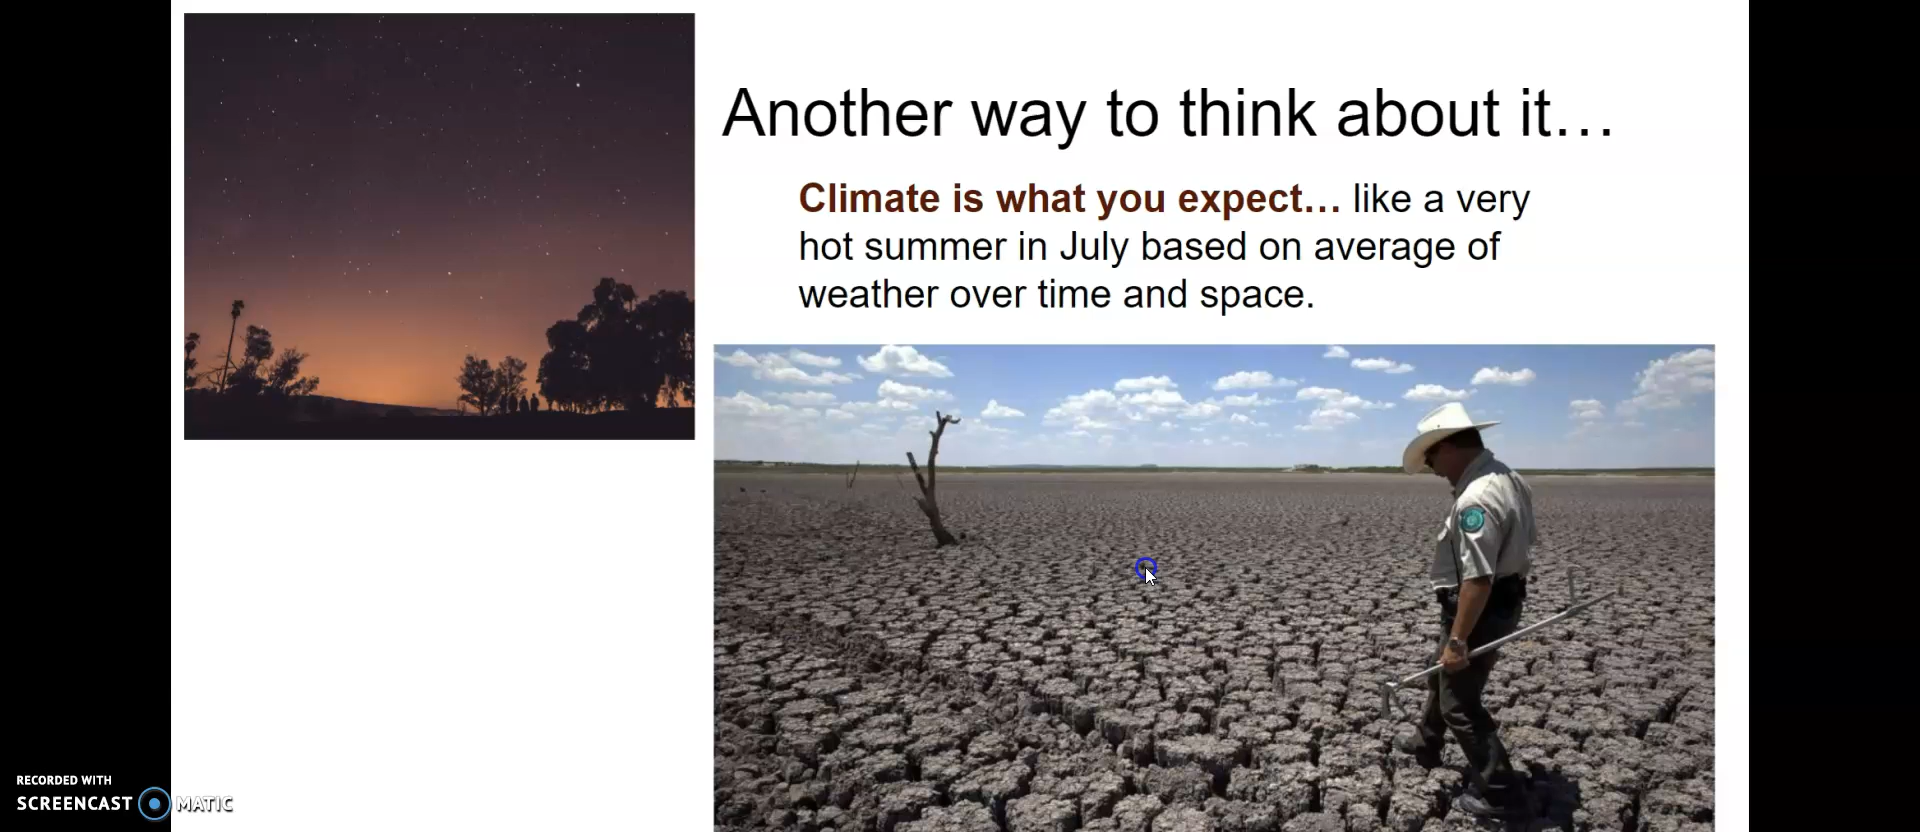 Another way to think about it…
Climate is what you expect… like a very
hot summer in July based on average of
weather over time and space.
RECORDED WITH
SCREENCAST MATIC